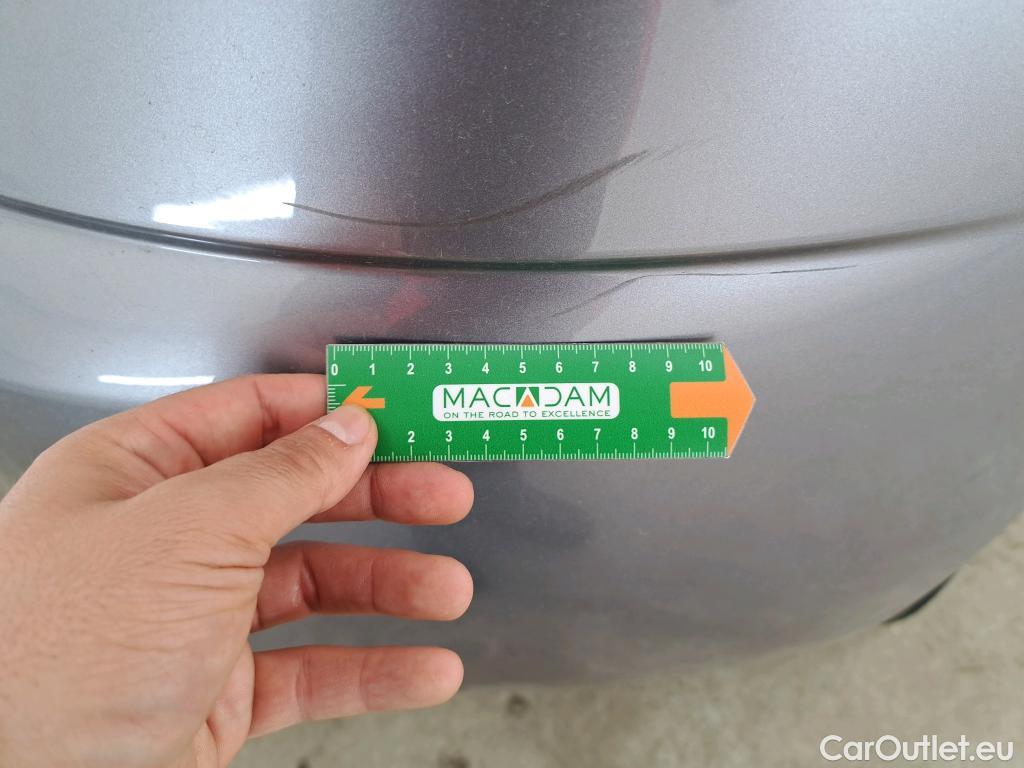 0 1 2 3 4 5 6 7 8 9 10
MACADAM
ON THE ROAD TO EXCELLENCE
2 3 4 5 6 7 8 9 10
CarOutlet.eu